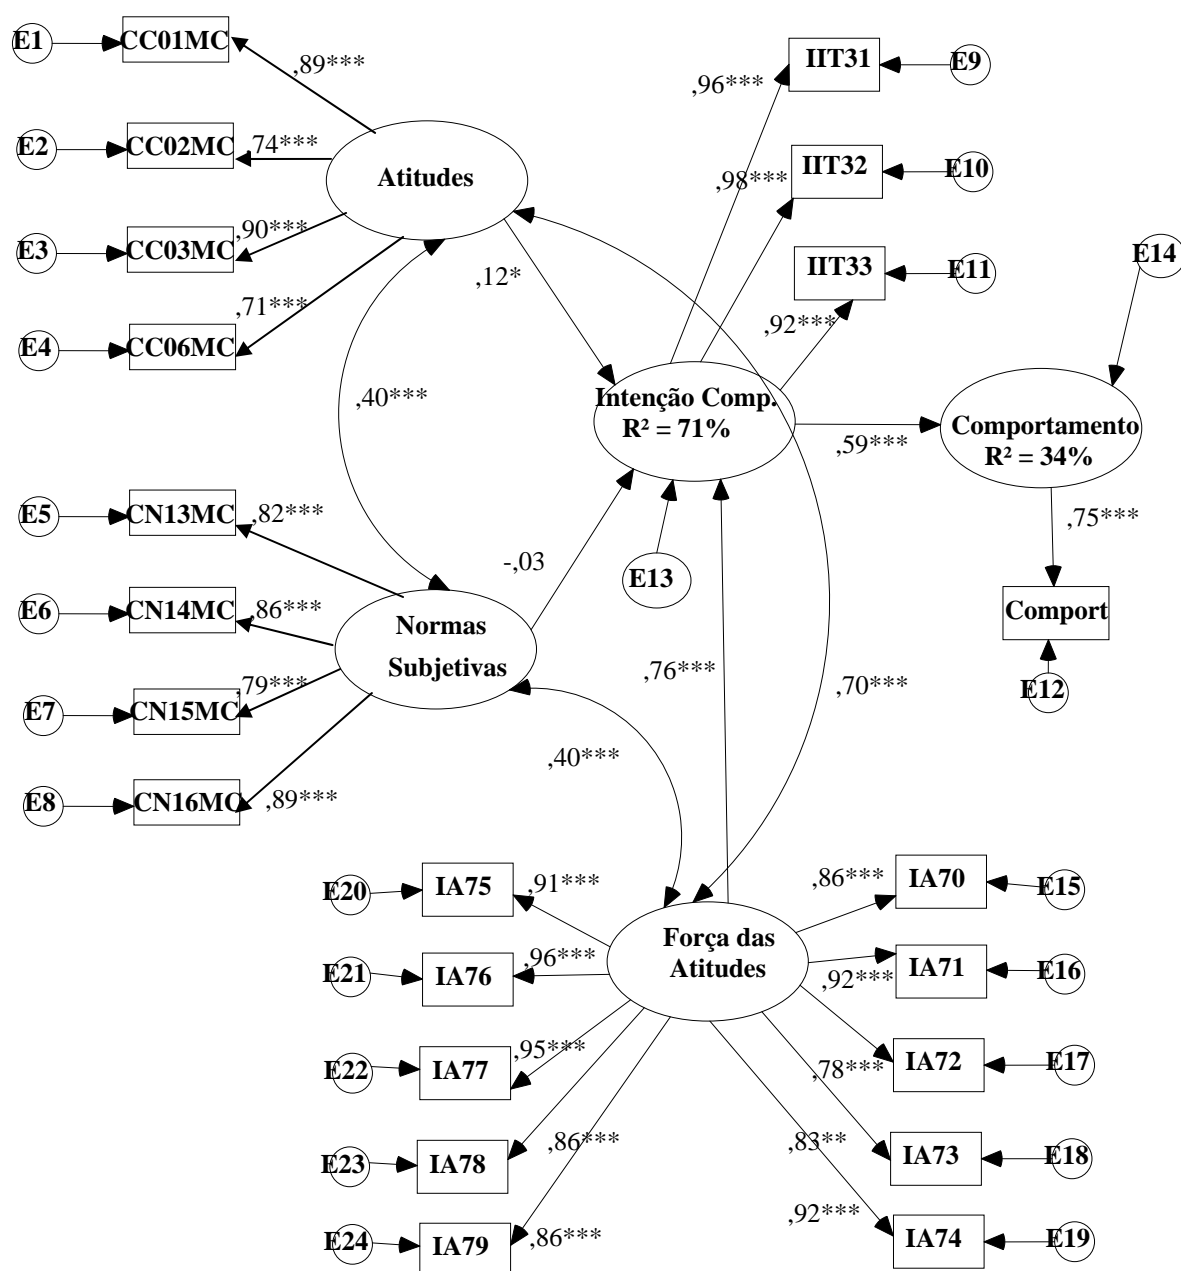 E1 CC01MC
,89***
E2 CC02MC ,74***
E3 CC03MC ,90***
E4 CC06MC ,71***
Atitudes
,40***
,12*
IIT31 E9
,96***
IIT32 E10
,98***
IIT33 E11
,92***
E14
Intenção Comp.
R² = 71%
,59***
Comportamento
R² = 34%
,75***
Comport
E12
E13
E5 CN13MC ,82***
E6 CN14MC ,86***
E7 CN15MC ,79***
E8 CN16MC ,89***
Normas
Subjetivas
-,03
,76***
,70***
,40***
Força das
Atitudes
E20 IA75 ,91***
E21 IA76 ,96***
E22 IA77 ,95***
E23 IA78 ,86***
E24 IA79 ,86***
,86*** IA70 E15
,92*** IA71 E16
,78*** IA72 E17
,83** IA73 E18
,92*** IA74 E19